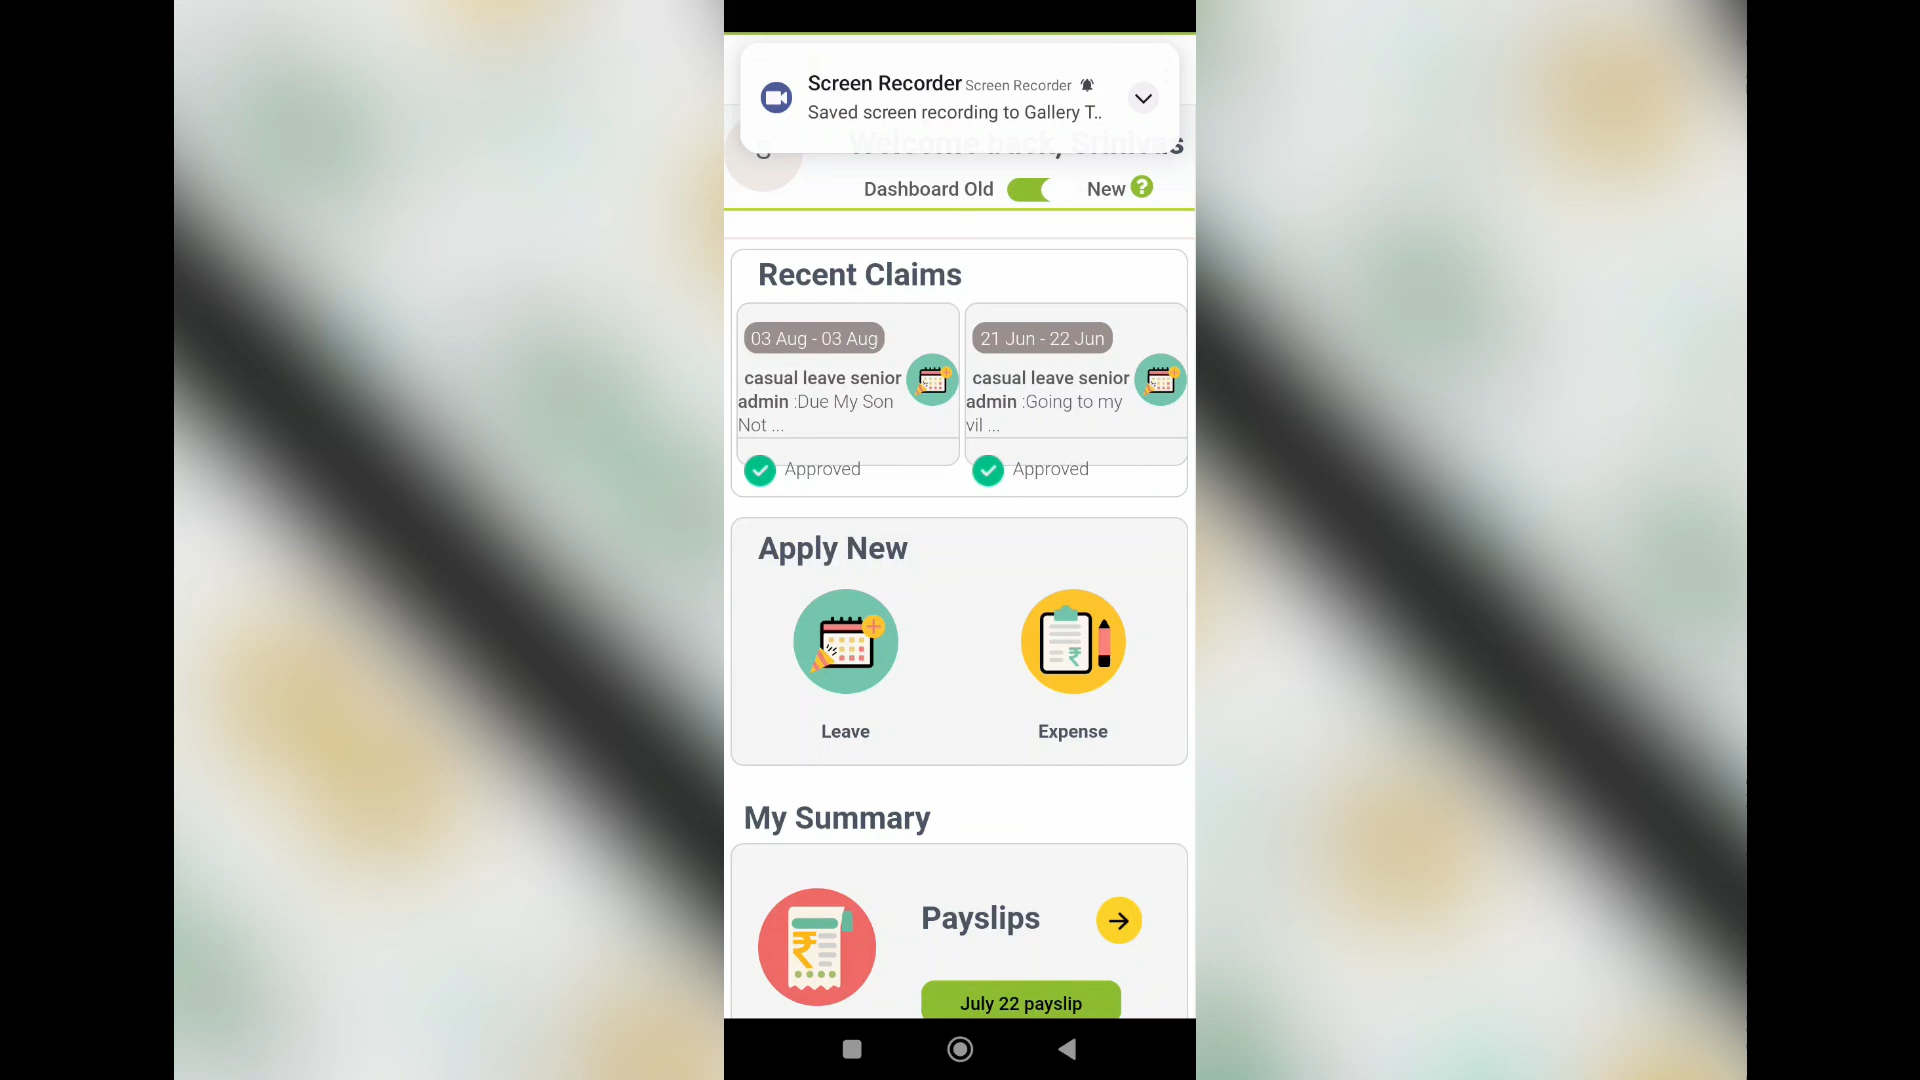 Screen Recorder Screen Recorder
Saved screen recording to Gallery T..
Welcome back, Srinivas
S
Dashboard Old New ?
Recent Claims
03 Aug - 03 Aug
casual leave senior
admin :Due My Son
Not ...
Approved
21 Jun - 22 Jun
casual leave senior
admin :Going to my
vil ...
Approved
Apply New
Leave
Expense
My Summary
Payslips
July 22 payslip